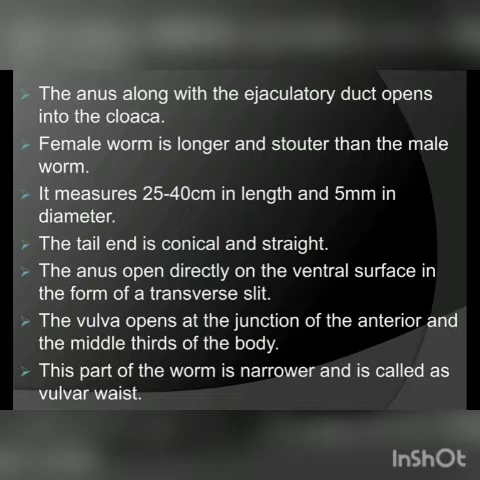 The anus along with the ejaculatory duct opens
into the cloaca.
Female worm is longer and stouter than the male
worm.
It measures 25-40cm in length and 5mm in
diameter.
The tail end is conical and straight.
The anus open directly on the ventral surface in
the form of a transverse slit.
The vulva opens at the junction of the anterior and
the middle thirds of the body.
This part of the worm is narrower and is called as
vulvar waist.
InShOt